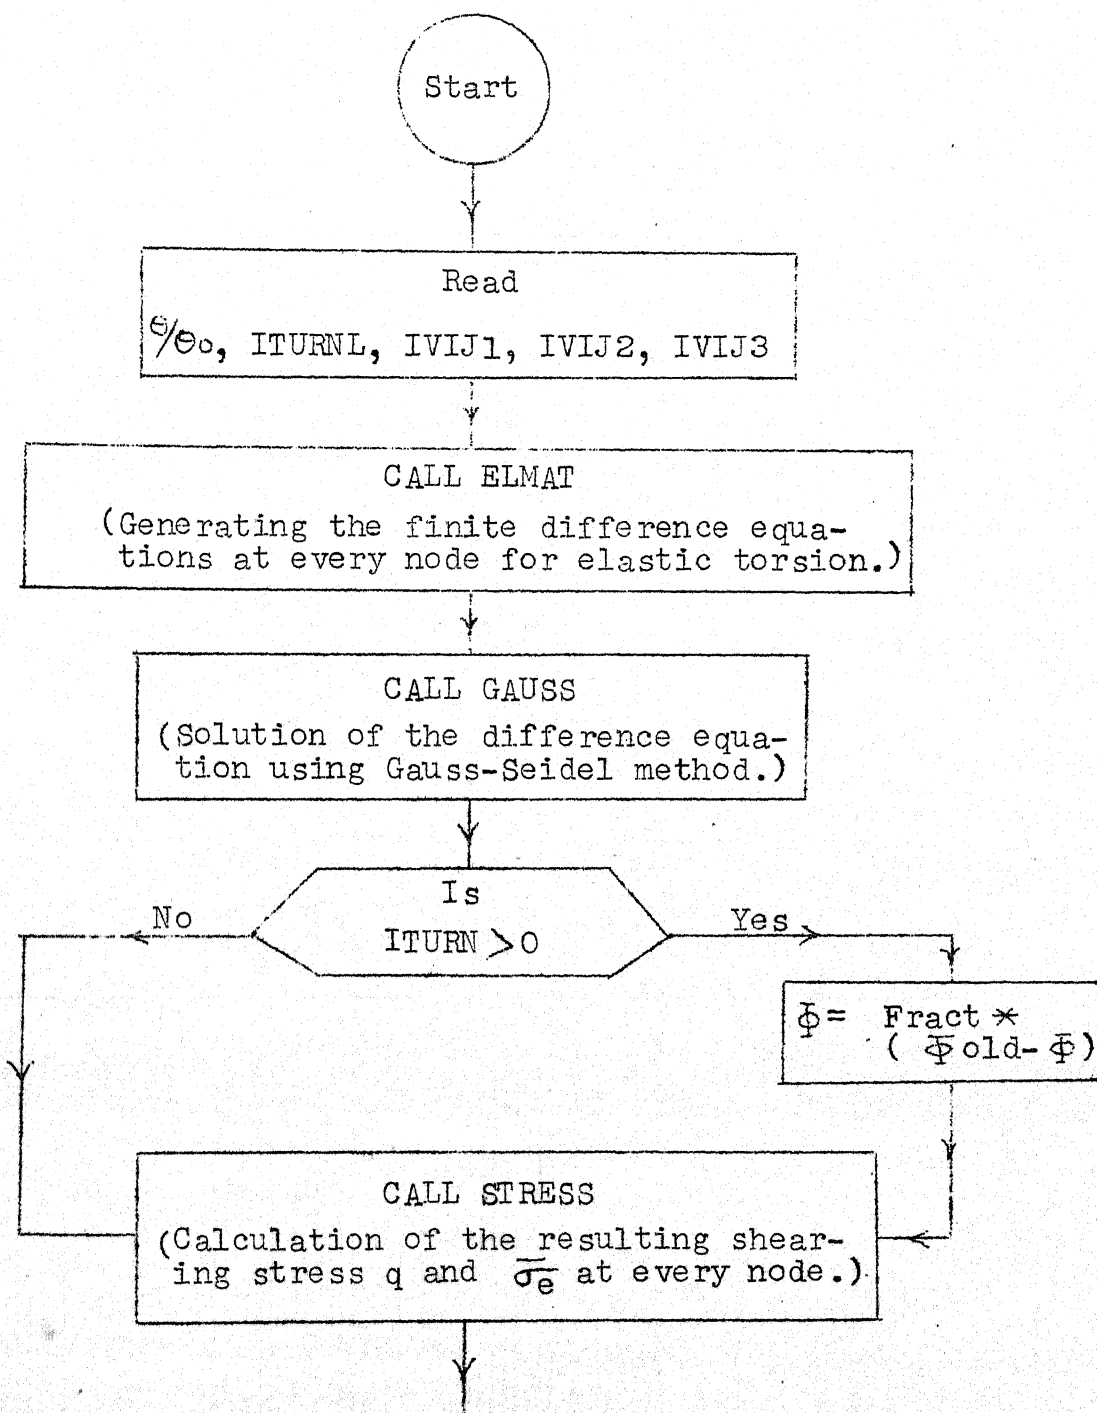 Start
Read
θ/θo, ITURNL, IVIJ1, IVIJ2, IVIJ3
CALL ELMAT
(Generating the finite difference equa-
tions at every node for elastic torsion.)
CALL GAUSS
(Solution of the difference equa-
tion using Gauss-Seidel method.)
Is
ITURN >0
No
Yes
Φ= Fract *
( Φold-Φ)
CALL STRESS
(Calculation of the resulting shear-
ing stress q and σ̅e at every node.)